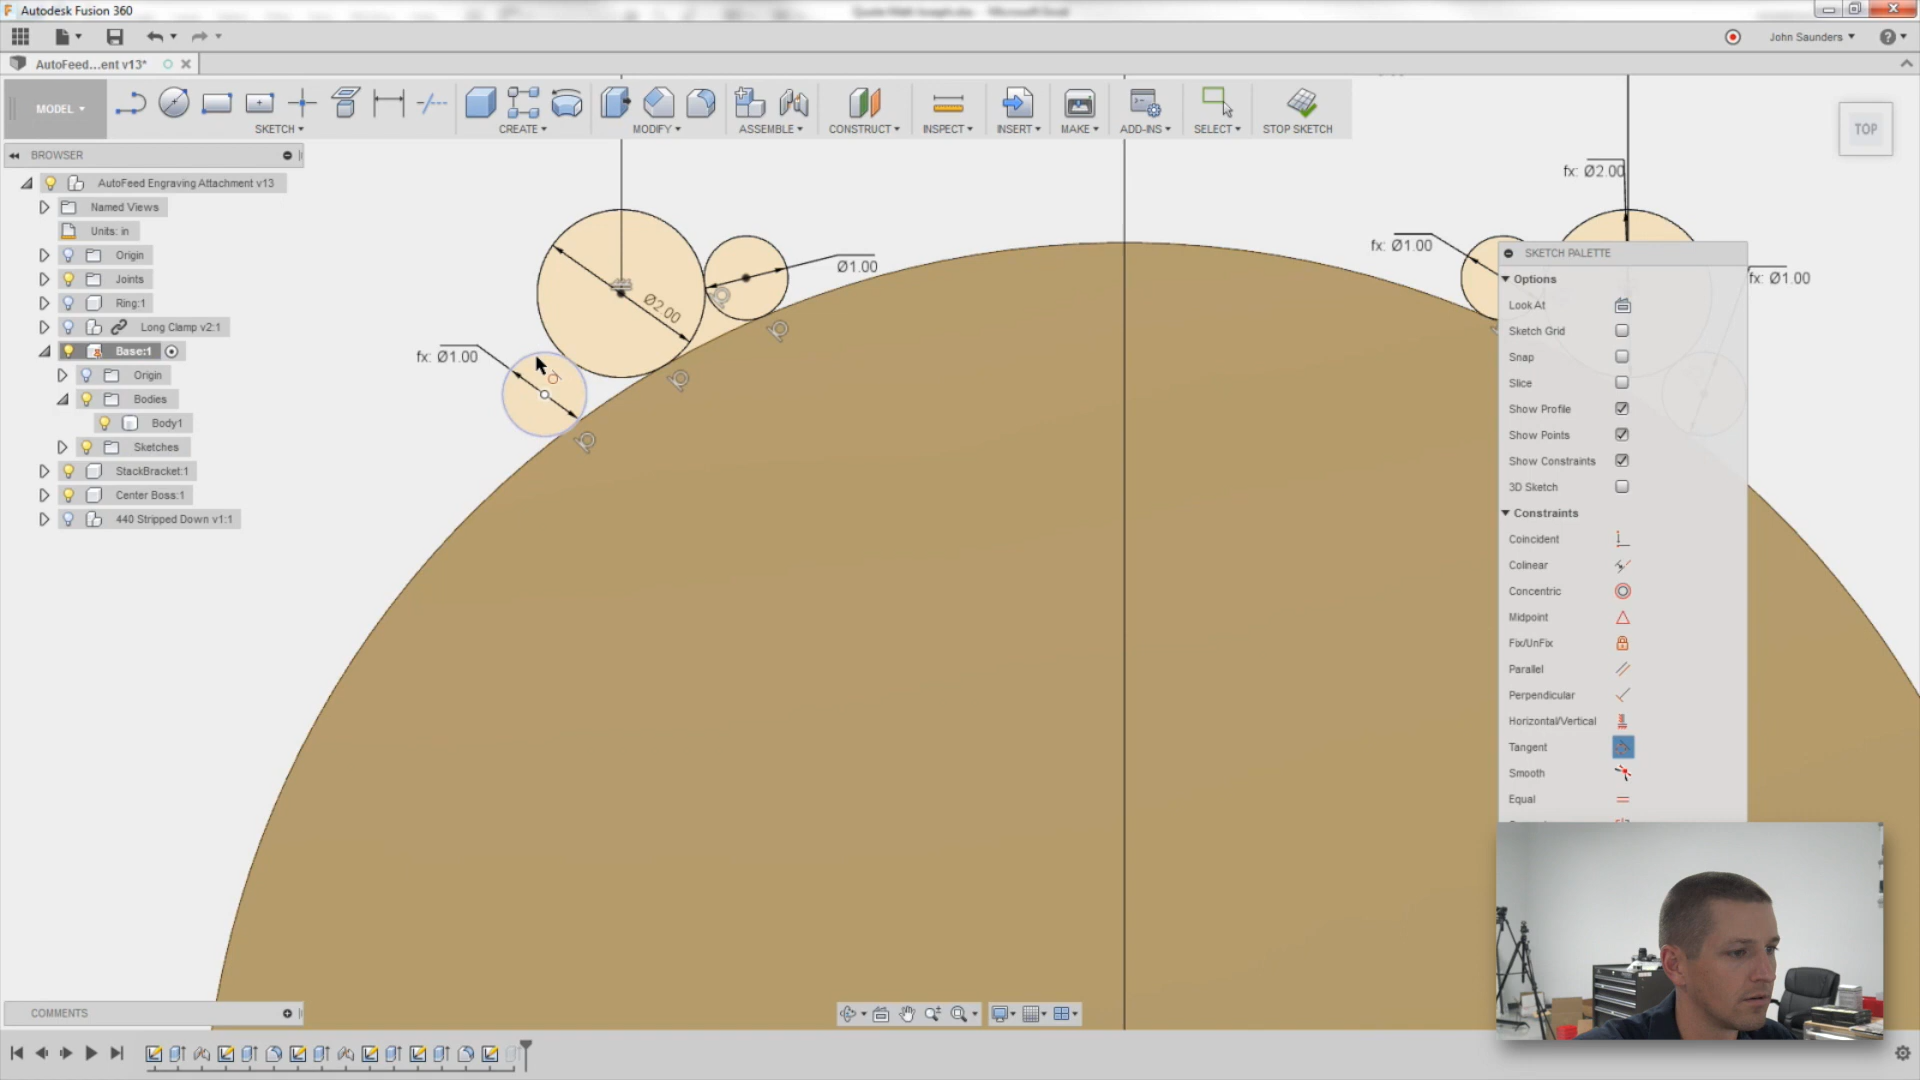 Autodesk Fusion 360
John Saunders
AutoFeed...ent v13*
MODEL
SKETCH
CREATE
MODIFY
ASSEMBLE
CONSTRUCT
INSPECT
INSERT
MAKE
ADD-INS
SELECT
STOP SKETCH
TOP
BROWSER
AutoFeed Engraving Attachment v13
Named Views
Units: in
Origin
Joints
Ring:1
Long Clamp v2:1
Base:1
Origin
Bodies
Body1
Sketches
StackBracket:1
Center Boss:1
440 Stripped Down v1:1
fx: Ø2.00
fx: Ø1.00
Ø1.00
fx: Ø1.00
Ø2.00
fx: Ø1.00
SKETCH PALETTE
Options
Look At
Sketch Grid
Snap
Slice
Show Profile
Show Points
Show Constraints
3D Sketch
Constraints
Coincident
Colinear
Concentric
Midpoint
Fix/UnFix
Parallel
Perpendicular
Horizontal/Vertical
Tangent
Smooth
Equal
COMMENTS